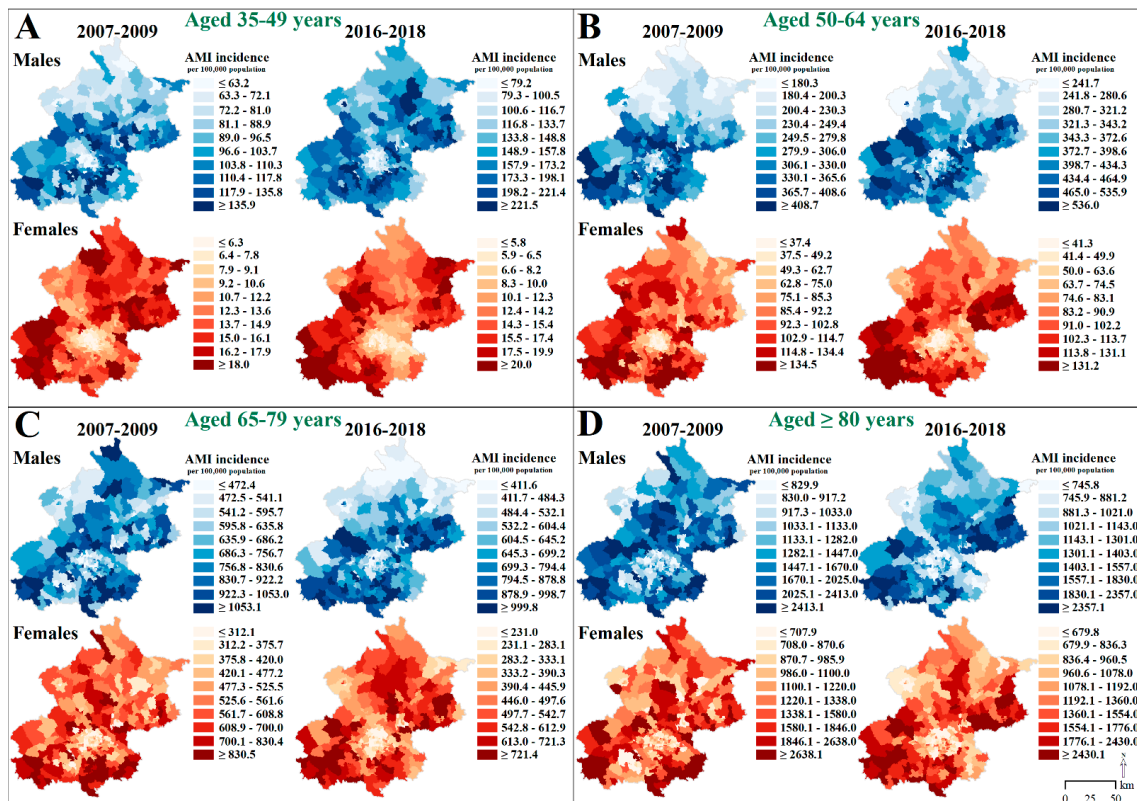 A
Aged 35-49 years
2007-2009
2016-2018
Males
AMI incidence
per 100,000 population
≤ 63.2
63.3 - 72.1
72.2 - 81.0
81.1 - 88.9
89.0 - 96.5
96.6 - 103.7
103.8 - 110.3
110.4 - 117.8
117.9 - 135.8
≥ 135.9
AMI incidence
per 100,000 population
≤ 79.2
79.3 - 100.5
100.6 - 116.7
116.8 - 133.7
133.8 - 148.8
148.9 - 157.8
157.9 - 173.2
173.3 - 198.1
198.2 - 221.4
≥ 221.5
Females
≤ 6.3
6.4 - 7.8
7.9 - 9.1
9.2 - 10.6
10.7 - 12.2
12.3 - 13.6
13.7 - 14.9
15.0 - 16.1
16.2 - 17.9
≥ 18.0
≤ 5.8
5.9 - 6.5
6.6 - 8.2
8.3 - 10.0
10.1 - 12.3
12.4 - 14.2
14.3 - 15.4
15.5 - 17.4
17.5 - 19.9
≥ 20.0
B
Aged 50-64 years
2007-2009
2016-2018
Males
AMI incidence
per 100,000 population
≤ 180.3
180.4 - 200.3
200.4 - 230.3
230.4 - 249.4
249.5 - 279.8
279.9 - 306.0
306.1 - 330.0
330.1 - 365.6
365.7 - 408.6
≥ 408.7
AMI incidence
per 100,000 population
≤ 241.7
241.8 - 280.6
280.7 - 321.2
321.3 - 343.2
343.3 - 372.6
372.7 - 398.6
398.7 - 434.3
434.4 - 464.9
465.0 - 535.9
≥ 536.0
Females
≤ 37.4
37.5 - 49.2
49.3 - 62.7
62.8 - 75.0
75.1 - 85.3
85.4 - 92.2
92.3 - 102.8
102.9 - 114.7
114.8 - 134.4
≥ 134.5
≤ 41.3
41.4 - 49.9
50.0 - 63.6
63.7 - 74.5
74.6 - 83.1
83.2 - 90.9
91.0 - 102.2
102.3 - 113.7
113.8 - 131.1
≥ 131.2
C
Aged 65-79 years
2007-2009
2016-2018
Males
AMI incidence
per 100,000 population
≤ 472.4
472.5 - 541.1
541.2 - 595.7
595.8 - 635.8
635.9 - 686.2
686.3 - 756.7
756.8 - 830.6
830.7 - 922.2
922.3 - 1053.0
≥ 1053.1
AMI incidence
per 100,000 population
≤ 411.6
411.7 - 484.3
484.4 - 532.1
532.2 - 604.4
604.5 - 645.2
645.3 - 699.2
699.3 - 794.4
794.5 - 878.8
878.9 - 998.7
≥ 999.8
Females
≤ 312.1
312.2 - 375.7
375.8 - 420.0
420.1 - 477.2
477.3 - 525.5
525.6 - 561.6
561.7 - 608.8
608.9 - 700.0
700.1 - 830.4
≥ 830.5
≤ 231.0
231.1 - 283.1
283.2 - 333.1
333.2 - 390.3
390.4 - 445.9
446.0 - 497.6
497.7 - 542.7
542.8 - 612.9
613.0 - 721.3
≥ 721.4
D
Aged ≥ 80 years
2007-2009
2016-2018
Males
AMI incidence
per 100,000 population
≤ 829.9
830.0 - 917.2
917.3 - 1033.0
1033.1 - 1133.0
1133.1 - 1282.0
1282.1 - 1447.0
1447.1 - 1670.0
1670.1 - 2025.0
2025.1 - 2413.0
≥ 2413.1
AMI incidence
per 100,000 population
≤ 745.8
745.9 - 881.2
881.3 - 1021.0
1021.1 - 1143.0
1143.1 - 1301.0
1301.1 - 1403.0
1403.1 - 1557.0
1557.1 - 1830.0
1830.1 - 2357.0
≥ 2357.1
Females
≤ 707.9
708.0 - 870.6
870.7 - 985.9
986.0 - 1100.0
1100.1 - 1220.0
1220.1 - 1338.0
1338.1 - 1580.0
1580.1 - 1846.0
1846.1 - 2638.0
≥ 2638.1
≤ 679.8
679.9 - 836.3
836.4 - 960.5
960.6 - 1078.0
1078.1 - 1192.0
1192.1 - 1360.0
1360.1 - 1554.0
1554.1 - 1776.0
1776.1 - 2430.0
≥ 2430.1
N
km
0 25 50